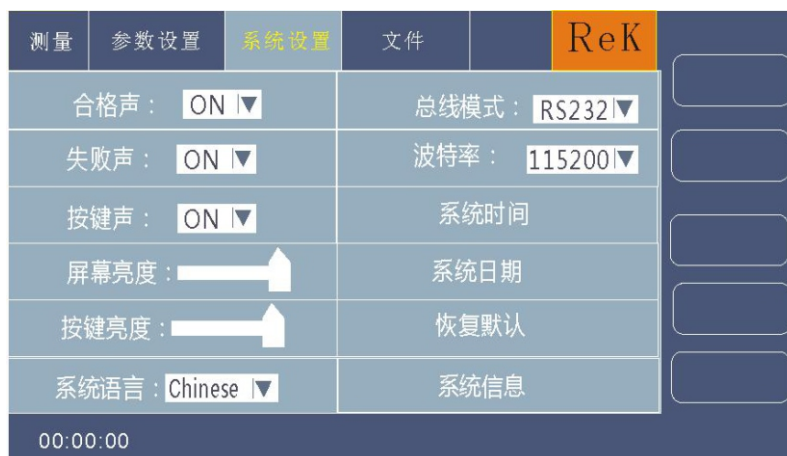 测量 参数设置 系统设置 文件 ReK
合格声： ON 总线模式： RS232
失败声： ON 波特率： 115200
按键声： ON 系统时间
屏幕亮度： 系统日期
按键亮度： 恢复默认
系统语言：Chinese 系统信息
00:00:00